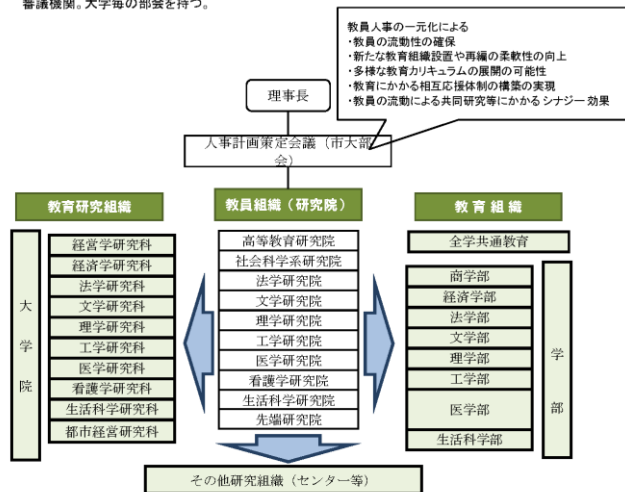 審議機関。大学毎の部会を持つ。
教員人事の一元化による
・教員の流動性の確保
・新たな教育組織設置や再編の柔軟性の向上
・多様な教育カリキュラムの展開の可能性
・教育にかかる相互応援体制の構築の実現
・教員の流動による共同研究等にかかるシナジー効果
理事長
人事計画策定会議（市大部
会）
教育研究組織
大学院
経営学研究科
経済学研究科
法学研究科
文学研究科
理学研究科
工学研究科
医学研究科
看護学研究科
生活科学研究科
都市経営研究科
教員組織（研究院）
高等教育研究院
社会科学系研究院
法学研究院
文学研究院
理学研究院
工学研究院
医学研究院
看護学研究院
生活科学研究院
先端研究院
教育組織
全学共通教育
商学部
経済学部
法学部
文学部
理学部
工学部
医学部
生活科学部
学部
その他研究組織（センター等）